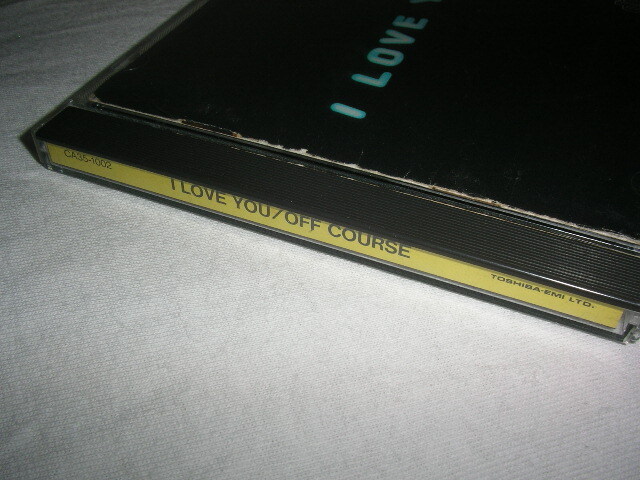 I LOVE
CA35-1002
I LOVE YOU/OFF COURSE
TOSHIBA-EMI LTD.